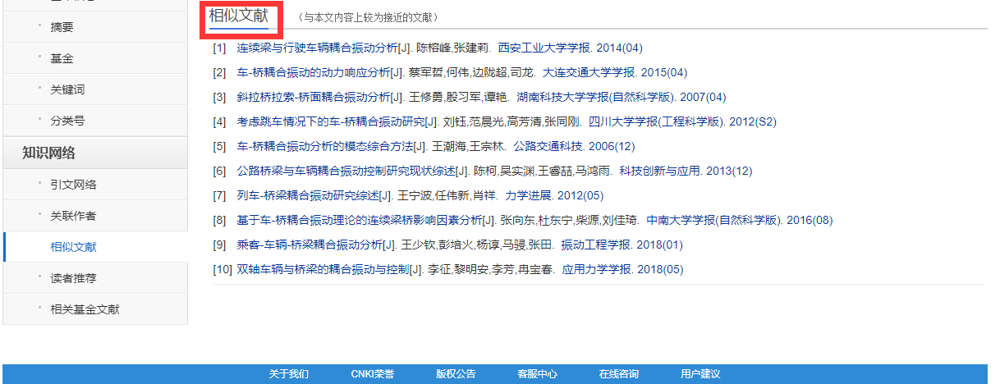 摘要
基金
关键词
分类号
知识网络
引文网络
关联作者
相似文献
读者推荐
相关基金文献
相似文献 (与本文内容上较为接近的文献)
[1] 连续梁与行驶车辆耦合振动分析[J]. 陈榕峰,张建莉. 西安工业大学学报. 2014(04)
[2] 车-桥耦合振动的动力响应分析[J]. 蔡军哲,何伟,边陇超,司龙. 大连交通大学学报. 2015(04)
[3] 斜拉桥拉索-桥面耦合振动分析[J]. 王修勇,殷习军,谭艳. 湖南科技大学学报(自然科学版). 2007(04)
[4] 考虑跳车情况下的车-桥耦合振动研究[J]. 刘钰,范晨光,高芳清,张同刚. 四川大学学报(工程科学版). 2012(S2)
[5] 车-桥耦合振动分析的模态综合方法[J]. 王潮海,王宗林. 公路交通科技. 2006(12)
[6] 公路桥梁与车辆耦合振动控制研究现状综述[J]. 陈柯,吴实渊,王睿喆,马鸿雨. 科技创新与应用. 2013(12)
[7] 列车-桥梁耦合振动研究综述[J]. 王宁波,任伟新,肖祥. 力学进展. 2012(05)
[8] 基于车-桥耦合振动理论的连续梁桥影响因素分析[J]. 张向东,杜东宁,柴源,刘佳琦. 中南大学学报(自然科学版). 2016(08)
[9] 乘客-车辆-桥梁耦合振动分析[J]. 王少钦,彭培火,杨谆,马骎,张田. 振动工程学报. 2018(01)
[10] 双轴车辆与桥梁的耦合振动与控制[J]. 李征,黎明安,李芳,冉宝春. 应用力学学报. 2018(05)
关于我们 CNKI荣誉 版权公告 客服中心 在线咨询 用户建议